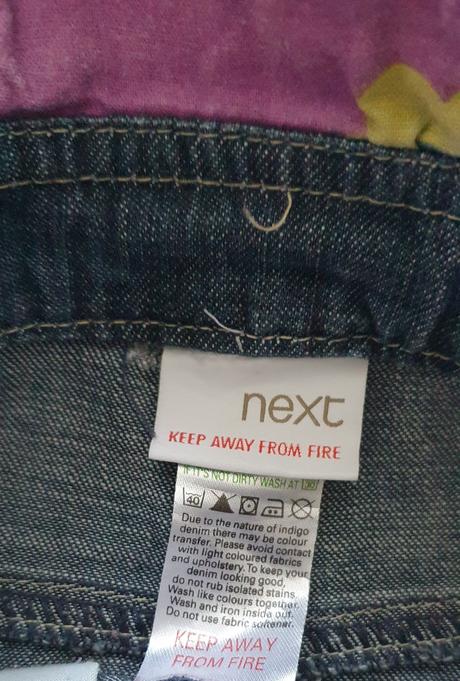 next
KEEP AWAY FROM FIRE
IF IT'S NOT DIRTY WASH AT 30
40
Due to the nature of indigo
denim there may be colour
transfer. Please avoid contact
with light coloured fabrics
and upholstery. To keep your
denim looking good,
do not rub isolated stains.
Wash like colours together.
Wash and iron inside out.
Do not use fabric softener.
KEEP AWAY
FROM FIRE